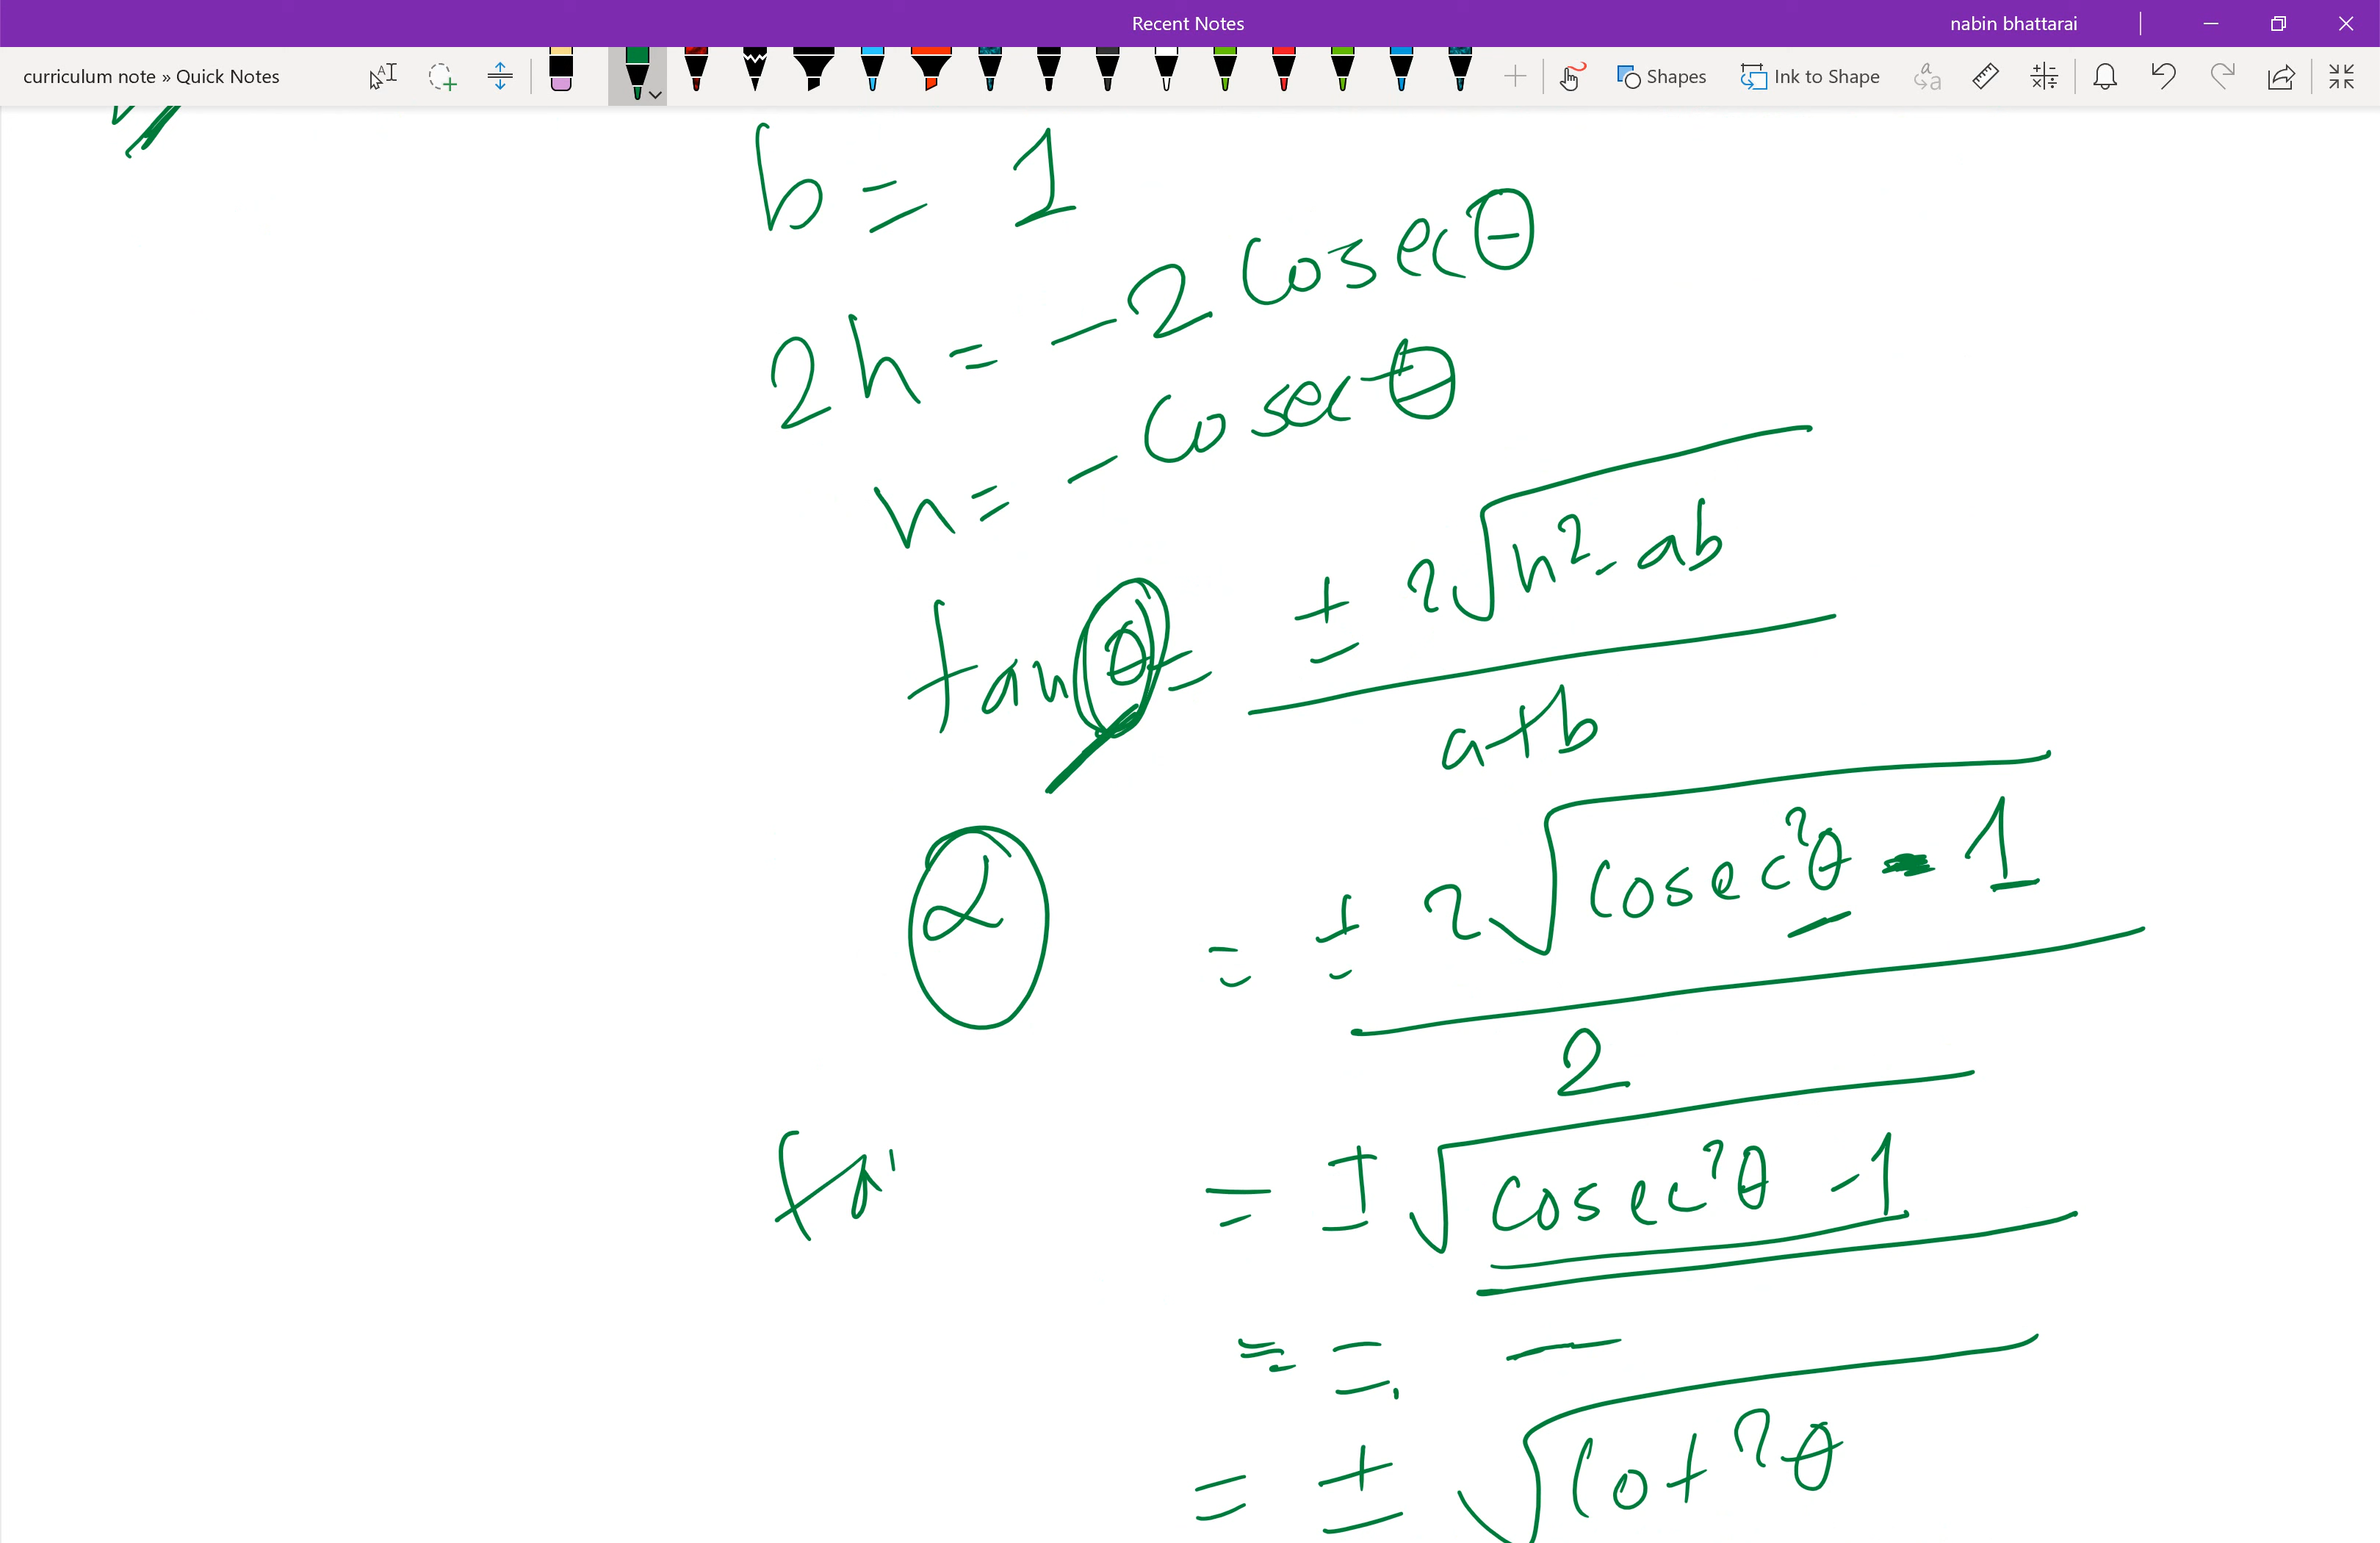 Recent Notes
nabin bhattarai
curriculum note » Quick Notes
Shapes
Ink to Shape
b = 1
2h = -2 cosecθ
h = - cosecθ
tanθ = ± 2√h²-ab
a+b
α
= ± 2√cosec²θ - 1
2
= ± √cosec²θ - 1
= ± √cot²θ